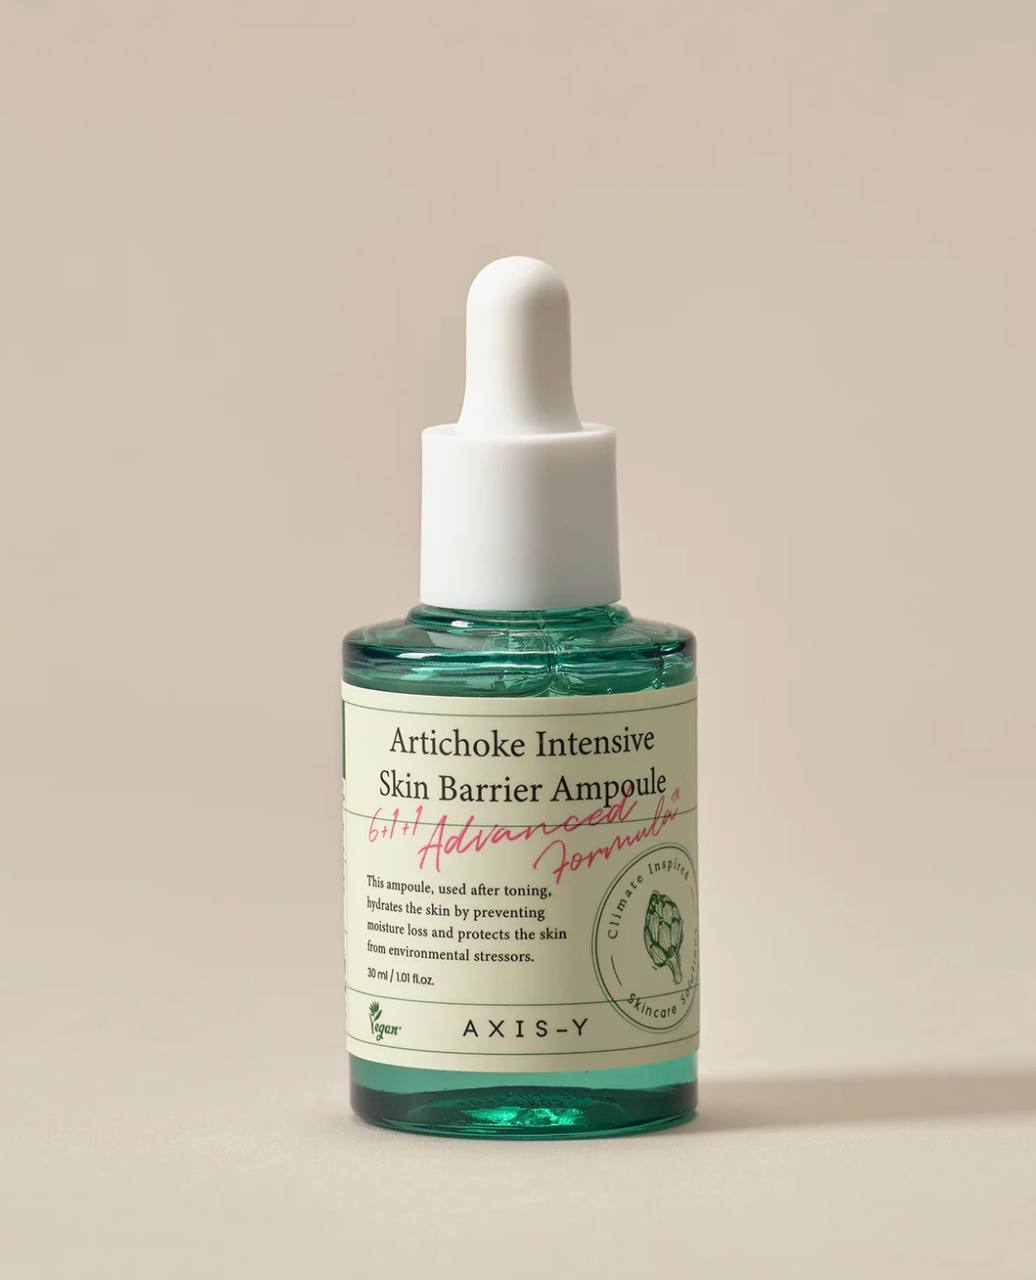 Artichoke Intensive
Skin Barrier Ampoule
6+1+1 Advanced
Formula
This ampoule, used after toning,
hydrates the skin by preventing
moisture loss and protects the skin
from environmental stressors.
30 ml / 1.01 fl.oz.
Climate Inspired
Skincare Solutions
Vegan
AXIS-Y